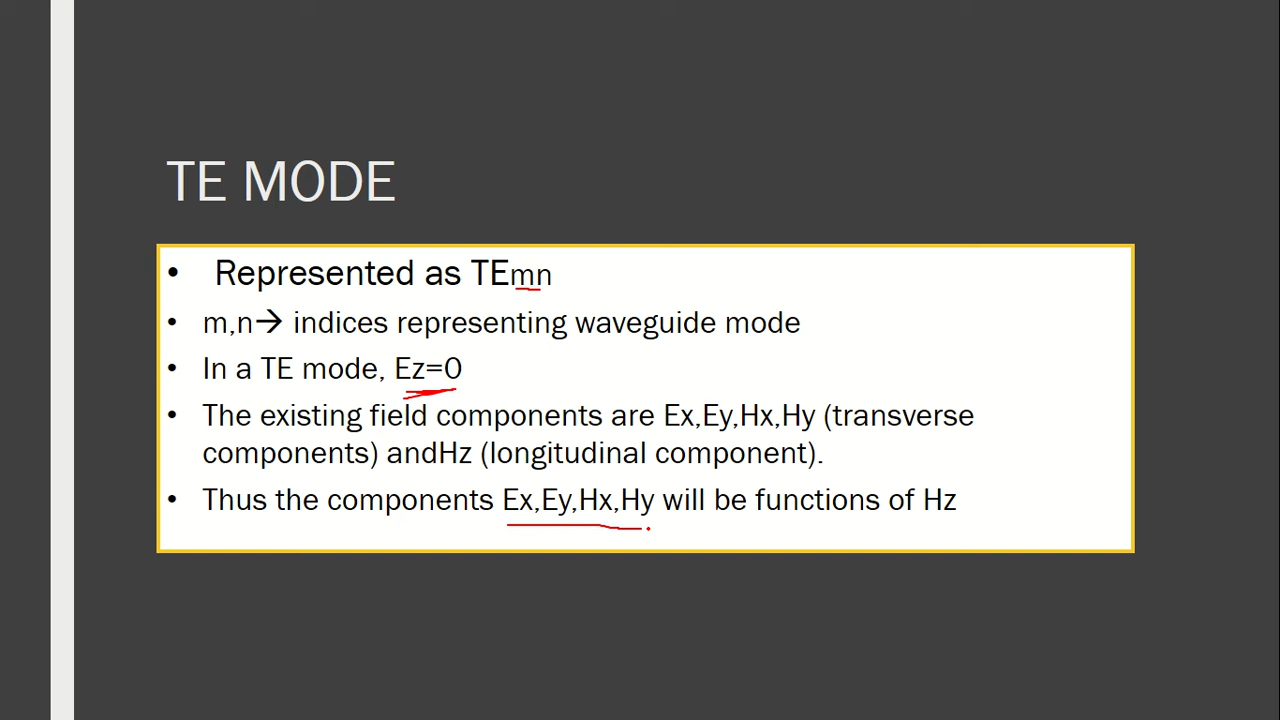 TE MODE
• Represented as TEmn
• m,n→ indices representing waveguide mode
• In a TE mode, Ez=0
• The existing field components are Ex,Ey,Hx,Hy (transverse
components) andHz (longitudinal component).
• Thus the components Ex,Ey,Hx,Hy will be functions of Hz